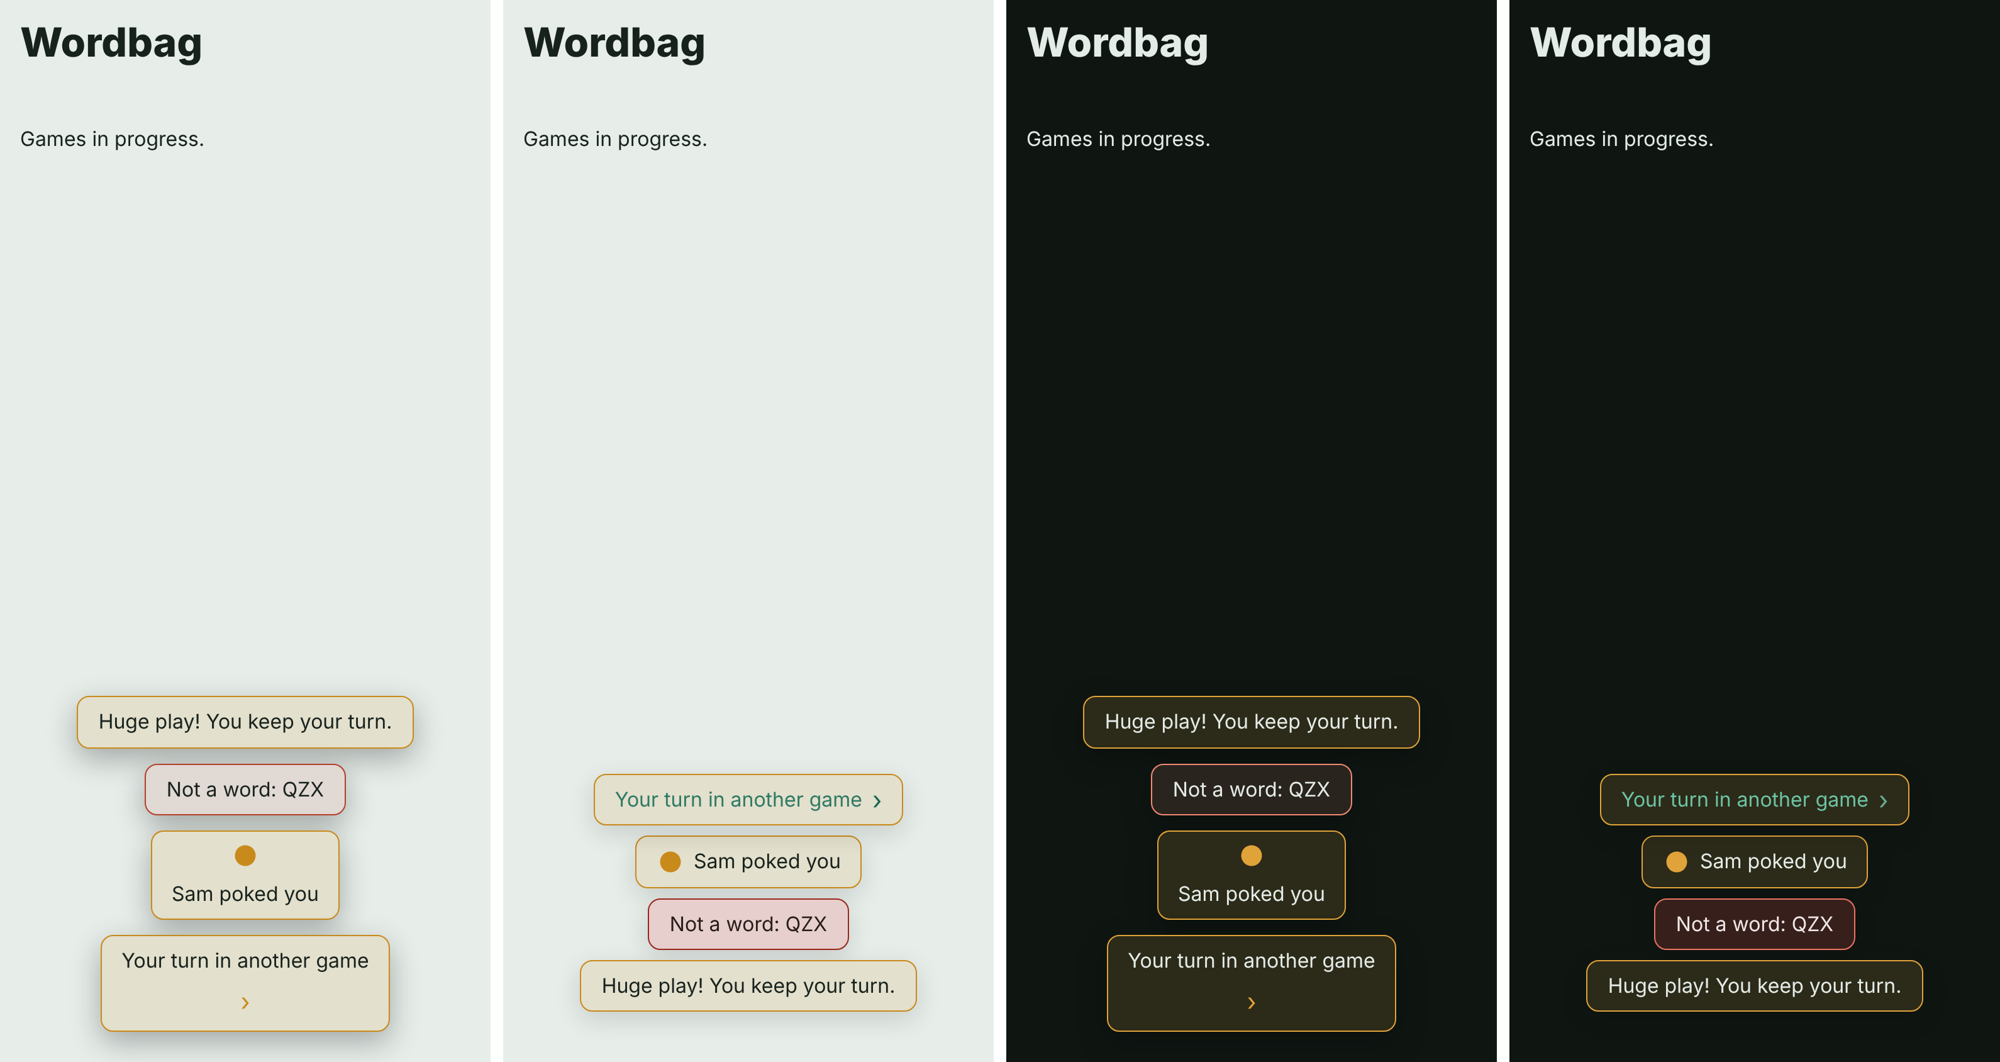 Wordbag
Games in progress.
Huge play! You keep your turn.
Not a word: QZX
Sam poked you
Your turn in another game
›
Wordbag
Games in progress.
Your turn in another game ›
Sam poked you
Not a word: QZX
Huge play! You keep your turn.
Wordbag
Games in progress.
Huge play! You keep your turn.
Not a word: QZX
Sam poked you
Your turn in another game
›
Wordbag
Games in progress.
Your turn in another game ›
Sam poked you
Not a word: QZX
Huge play! You keep your turn.